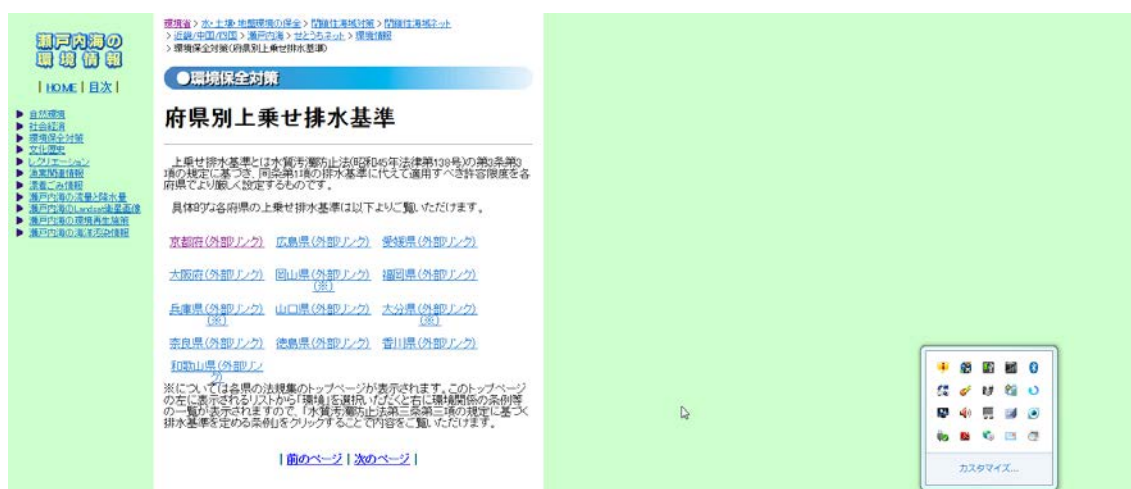 瀬戸内海の
環境情報
| HOME | 目次 |
自然環境
社会経済
環境保全対策
文化歴史
レクリエーション
漁業関連情報
漂着ごみ情報
瀬戸内海の流量と降水量
瀬戸内海のLandsat衛星画像
瀬戸内海の環境再生施策
瀬戸内海の海洋汚染情報
環境省 > 水・土壌・地盤環境の保全 > 閉鎖性海域対策 > 閉鎖性海域ネット
> 近畿/中国/四国 > 瀬戸内海 > せとうちネット > 環境情報
> 環境保全対策(府県別上乗せ排水基準)
●環境保全対策
府県別上乗せ排水基準
上乗せ排水基準とは水質汚濁防止法(昭和45年法律第138号)の第3条第3
項の規定に基づき、同条第1項の排水基準に代えて適用すべき許容限度を各
府県でより厳しく設定するものです。
具体的な各府県の上乗せ排水基準は以下よりご覧いただけます。
京都府(外部リンク) 広島県(外部リンク) 愛媛県(外部リンク)
大阪府(外部リンク) 岡山県(外部リンク) 福岡県(外部リンク)
(※)
兵庫県(外部リンク) 山口県(外部リンク) 大分県(外部リンク)
(※) (※)
奈良県(外部リンク) 徳島県(外部リンク) 香川県(外部リンク)
和歌山県(外部リン
ク)
※については各県の法規集のトップページが表示されます。このトップページ
の左に表示されるリストから「環境」を選択いただくと右に環境関係の条例等
の一覧が表示されますので、「水質汚濁防止法第三条第三項の規定に基づく
排水基準を定める条例」をクリックすることで内容をご覧いただけます。
| 前のページ | 次のページ |
カスタマイズ...